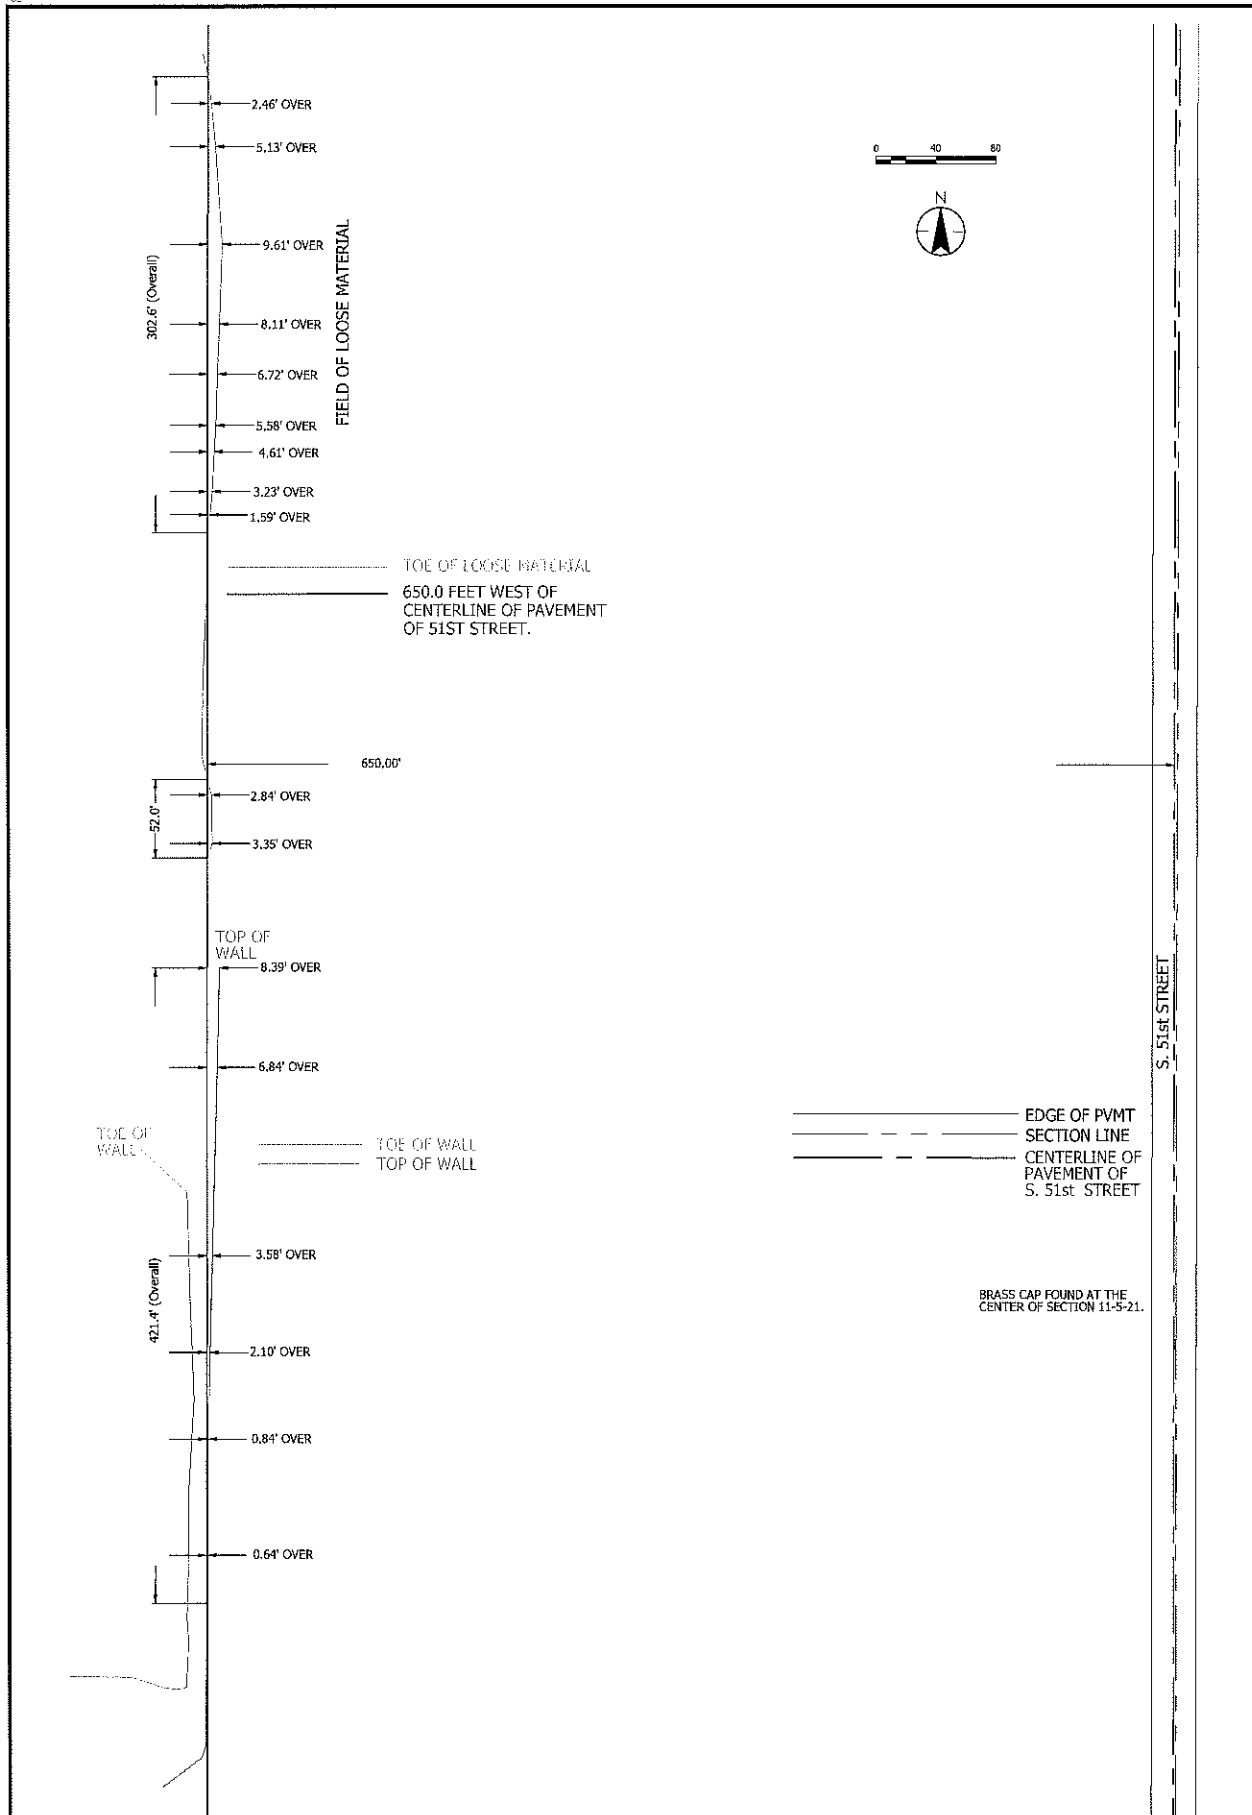 2.46' OVER
5.13' OVER
0 40 80
N
9.61' OVER
302.6' (Overall)
FIELD OF LOOSE MATERIAL
8.11' OVER
6.72' OVER
5.58' OVER
4.61' OVER
3.23' OVER
1.59' OVER
TOE OF LOOSE MATERIAL
650.0 FEET WEST OF
CENTERLINE OF PAVEMENT
OF 51ST STREET.
650.00'
2.84' OVER
52.0'
3.35' OVER
TOP OF
WALL
8.39' OVER
S. 51st STREET
6.84' OVER
EDGE OF PVMT
TOE OF
WALL
TOE OF WALL
TOP OF WALL
SECTION LINE
CENTERLINE OF
PAVEMENT OF
S. 51st STREET
3.58' OVER
421.4' (Overall)
BRASS CAP FOUND AT THE
CENTER OF SECTION 11-5-21.
2.10' OVER
0.84' OVER
0.64' OVER